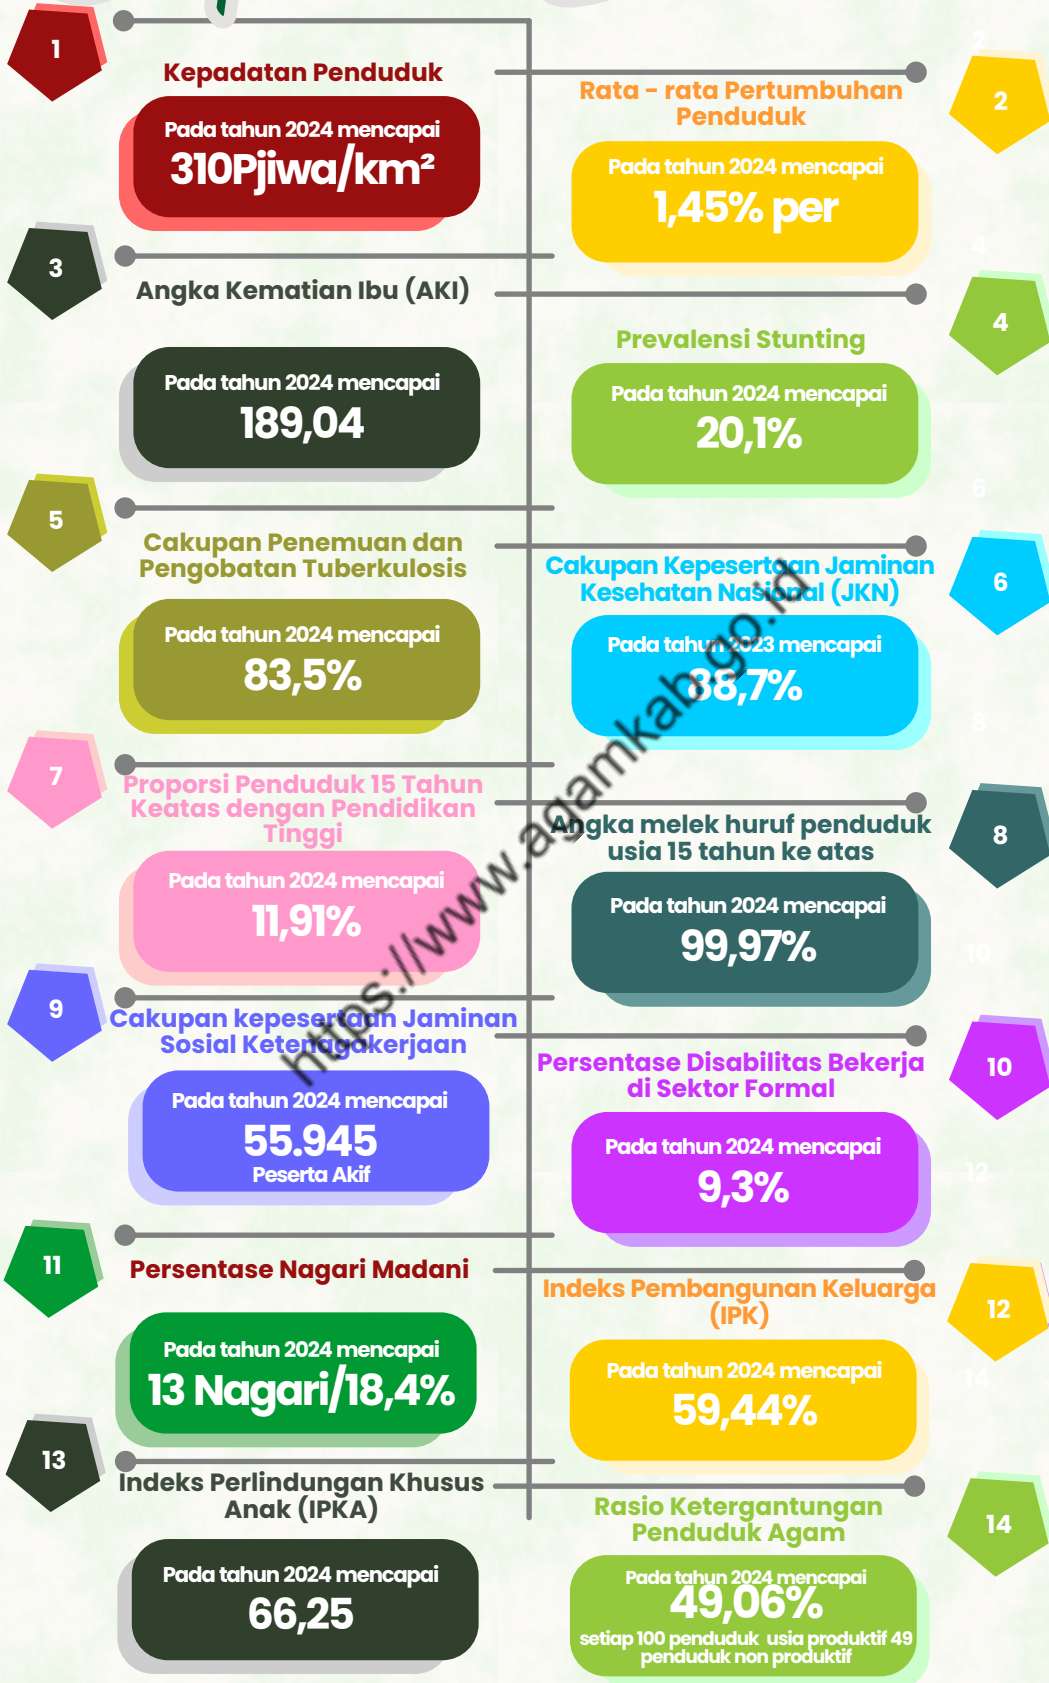 1
Kepadatan Penduduk
Pada tahun 2024 mencapai
310Pjiwa/km²
2
2
Rata - rata Pertumbuhan
Penduduk
Pada tahun 2024 mencapai
1,45% per
3
Angka Kematian Ibu (AKI)
Pada tahun 2024 mencapai
189,04
4
4
Prevalensi Stunting
Pada tahun 2024 mencapai
20,1%
5
Cakupan Penemuan dan
Pengobatan Tuberkulosis
Pada tahun 2024 mencapai
83,5%
6
6
Cakupan Kepesertaan Jaminan
Kesehatan Nasional (JKN)
Pada tahun 2023 mencapai
88,7%
7
Proporsi Penduduk 15 Tahun
Keatas dengan Pendidikan
Tinggi
Pada tahun 2024 mencapai
11,91%
8
8
Angka melek huruf penduduk
usia 15 tahun ke atas
Pada tahun 2024 mencapai
99,97%
9
Cakupan kepesertaan Jaminan
Sosial Ketenagakerjaan
Pada tahun 2024 mencapai
55.945
Peserta Akif
10
10
Persentase Disabilitas Bekerja
di Sektor Formal
Pada tahun 2024 mencapai
9,3%
11
Persentase Nagari Madani
Pada tahun 2024 mencapai
13 Nagari/18,4%
12
12
Indeks Pembangunan Keluarga
(IPK)
Pada tahun 2024 mencapai
59,44%
13
Indeks Perlindungan Khusus
Anak (IPKA)
Pada tahun 2024 mencapai
66,25
14
14
Rasio Ketergantungan
Penduduk Agam
Pada tahun 2024 mencapai
49,06%
setiap 100 penduduk usia produktif 49
penduduk non produktif
https://www.agamkab.go.id